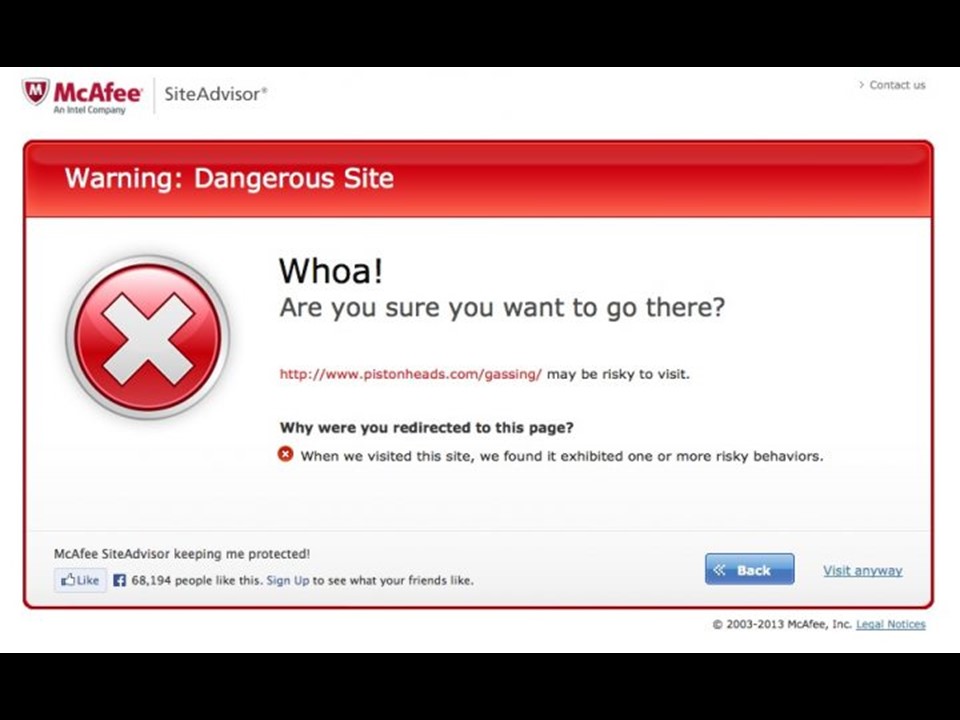 McAfee SiteAdvisor®
An Intel Company
> Contact us
Warning: Dangerous Site
Whoa!
Are you sure you want to go there?
http://www.pistonheads.com/gassing/ may be risky to visit.
Why were you redirected to this page?
When we visited this site, we found it exhibited one or more risky behaviors.
McAfee SiteAdvisor keeping me protected!
Like 68,194 people like this. Sign Up to see what your friends like.
« Back
Visit anyway
© 2003-2013 McAfee, Inc. Legal Notices